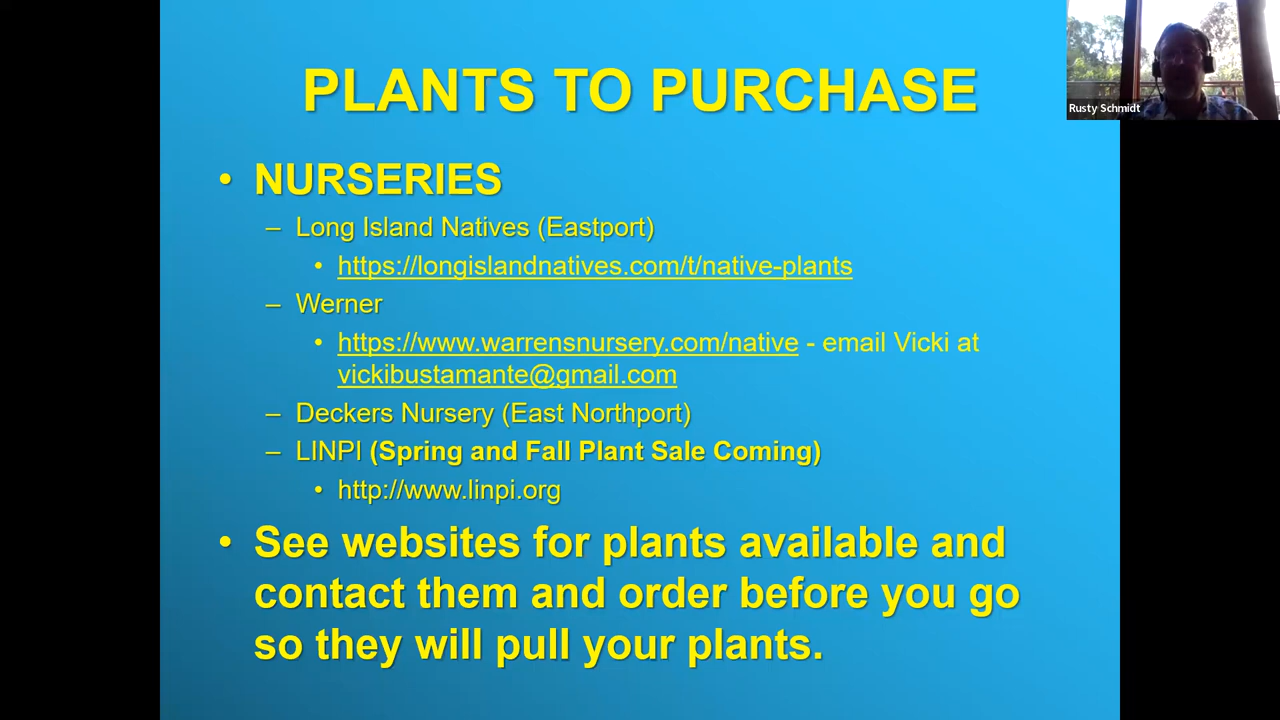 PLANTS TO PURCHASE
Rusty Schmidt
• NURSERIES
– Long Island Natives (Eastport)
• https://longislandnatives.com/t/native-plants
– Werner
• https://www.warrensnursery.com/native - email Vicki at
vickibustamante@gmail.com
– Deckers Nursery (East Northport)
– LINPI (Spring and Fall Plant Sale Coming)
• http://www.linpi.org
• See websites for plants available and
contact them and order before you go
so they will pull your plants.